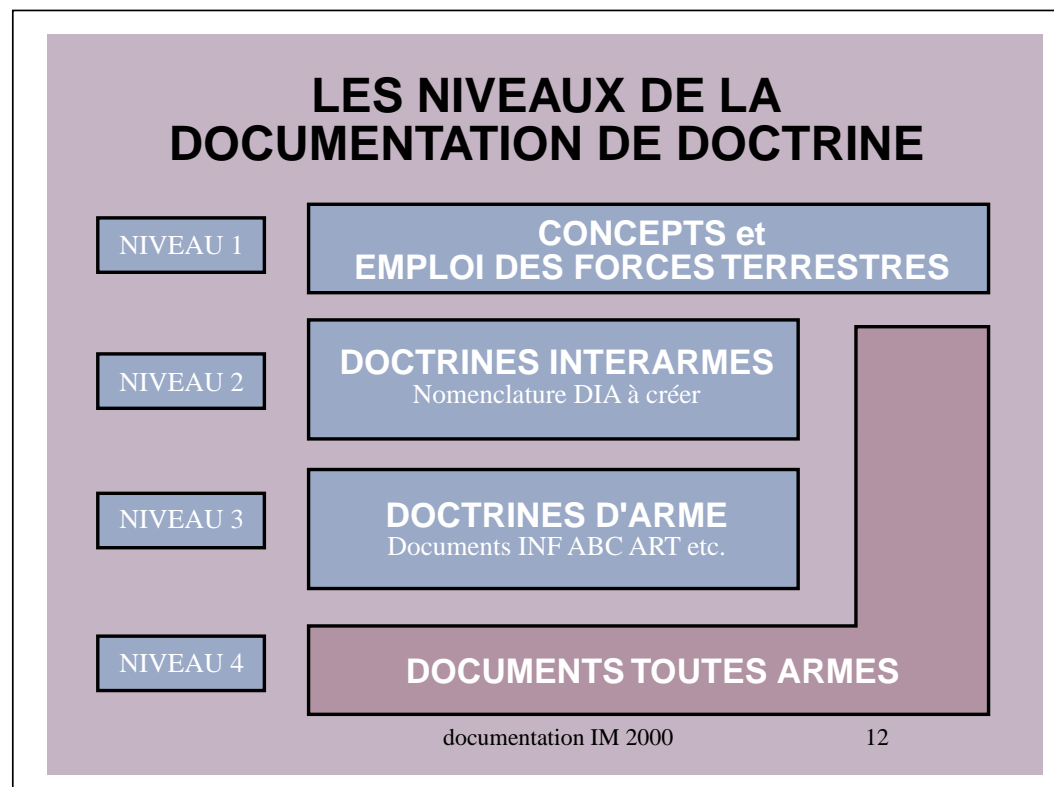 LES NIVEAUX DE LA
DOCUMENTATION DE DOCTRINE
NIVEAU 1
CONCEPTS et
EMPLOI DES FORCES TERRESTRES
NIVEAU 2
DOCTRINES INTERARMES
Nomenclature DIA à créer
NIVEAU 3
DOCTRINES D'ARME
Documents INF ABC ART etc.
NIVEAU 4
DOCUMENTS TOUTES ARMES
documentation IM 2000 12